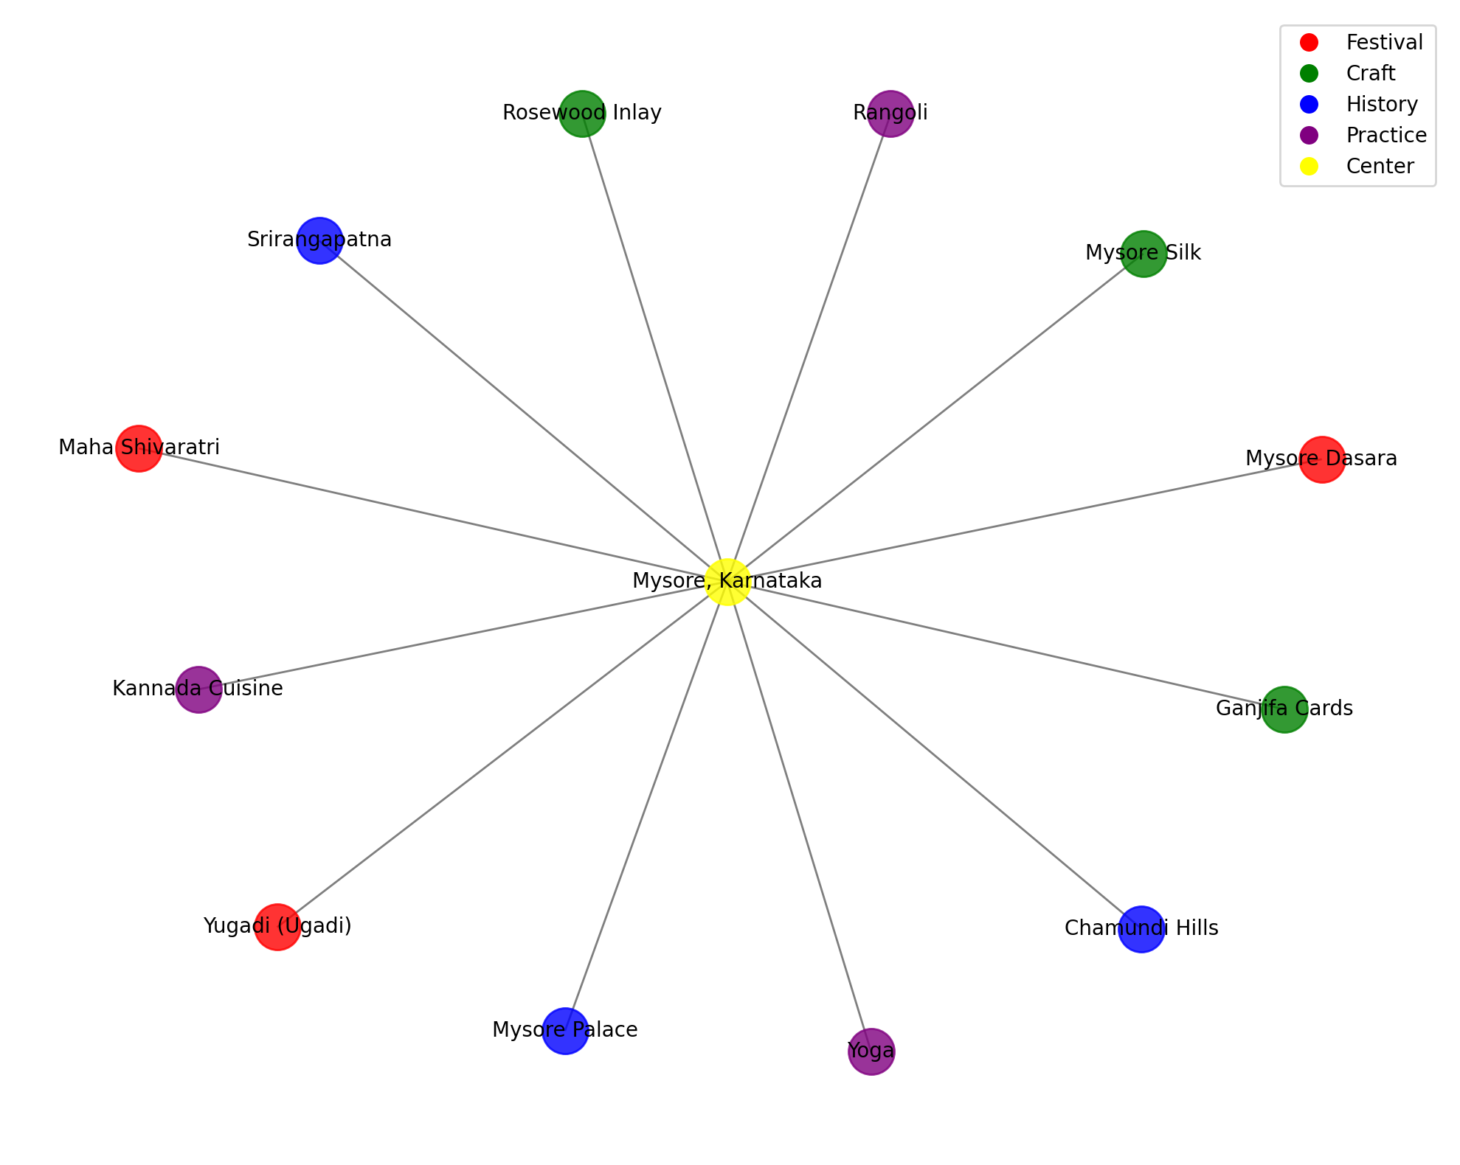 Festival
Craft
History
Practice
Center
Rosewood Inlay
Rangoli
Srirangapatna
Mysore Silk
Maha Shivaratri
Mysore Dasara
Mysore, Karnataka
Kannada Cuisine
Ganjifa Cards
Yugadi (Ugadi)
Chamundi Hills
Mysore Palace
Yoga